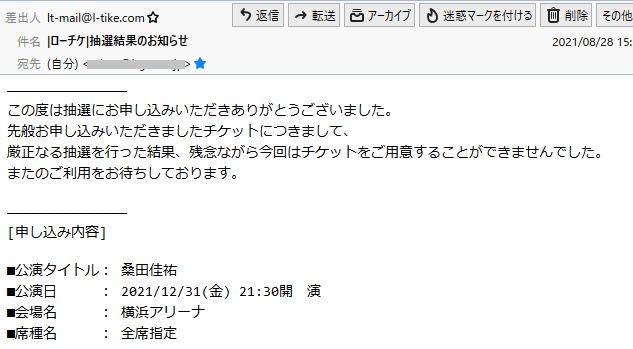 差出人 lt-mail@l-tike.com 返信 転送 アーカイブ 迷惑マークを付ける 削除 その他
件名 |ローチケ|抽選結果のお知らせ 2021/08/28 15:
宛先 (自分) < >
この度は抽選にお申し込みいただきありがとうございました。
先般お申し込みいただきましたチケットにつきまして、
厳正なる抽選を行った結果、残念ながら今回はチケットをご用意することができませんでした。
またのご利用をお待ちしております。
[申し込み内容]
■公演タイトル： 桑田佳祐
■公演日 ： 2021/12/31(金) 21:30開 演
■会場名 ： 横浜アリーナ
■席種名 ： 全席指定